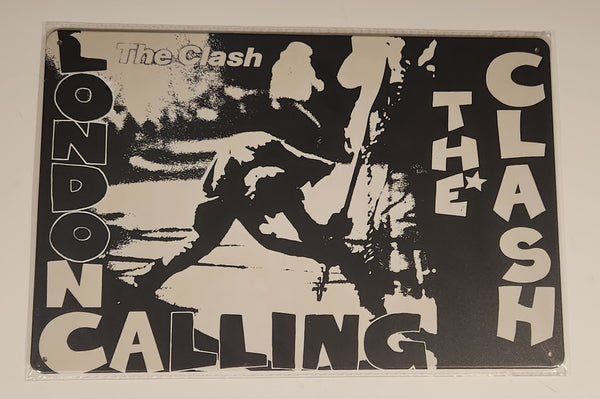 The Clash
LONDON
CALLING
THE
CLASH